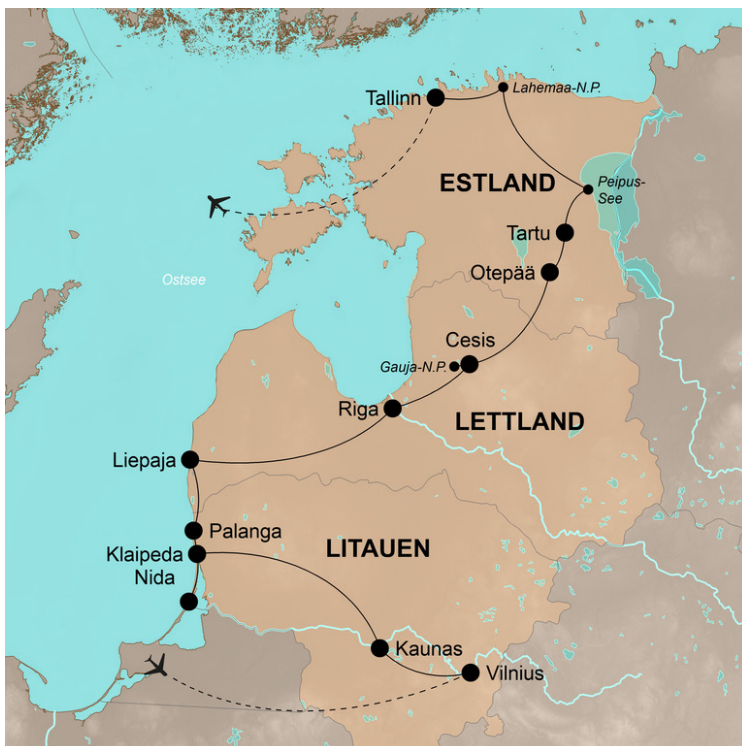 Tallinn
Lahemaa-N.P.
ESTLAND
Peipus-
See
Tartu
Otepää
Ostsee
Cesis
Gauja-N.P.
Riga
LETTLAND
Liepaja
Palanga
Klaipeda
LITAUEN
Nida
Kaunas
Vilnius